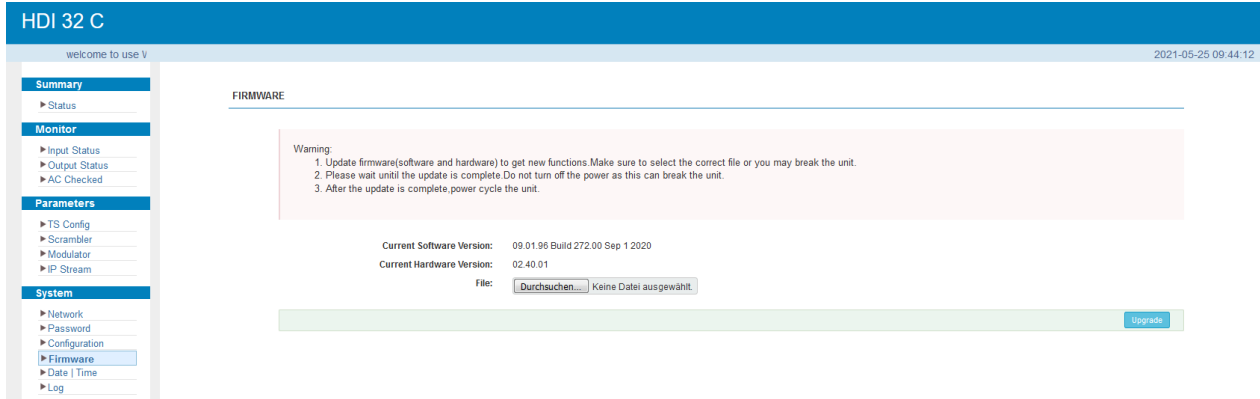 HDI 32 C
welcome to use
2021-05-25 09:44:12
Summary
Status
Monitor
Input Status
Output Status
AC Checked
Parameters
TS Config
Scrambler
Modulator
IP Stream
System
Network
Password
Configuration
Firmware
Date | Time
Log
FIRMWARE
Warning:
1. Update firmware(software and hardware) to get new functions.Make sure to select the correct file or you may break the unit.
2. Please wait unitil the update is complete.Do not turn off the power as this can break the unit.
3. After the update is complete,power cycle the unit.
Current Software Version: 09.01.96 Build 272.00 Sep 1 2020
Current Hardware Version: 02.40.01
File: Durchsuchen... Keine Datei ausgewählt.
Upgrade